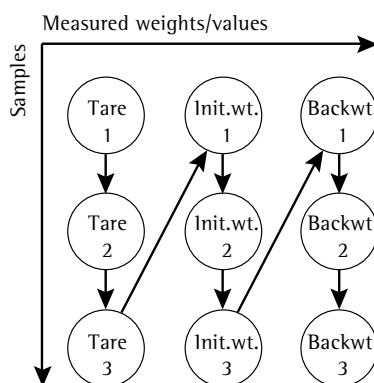 Measured weights/values
Samples
Tare
1
Init.wt.
1
Backwt.
1
Tare
2
Init.wt.
2
Backwt.
2
Tare
3
Init.wt.
3
Backwt.
3